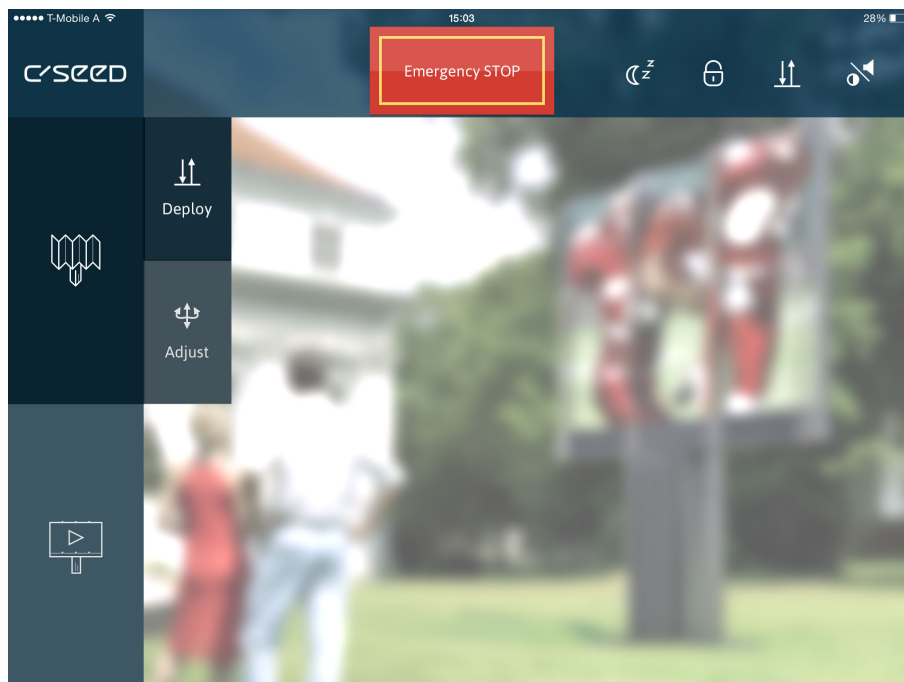 T-Mobile A
15:03
28%
C SEED
Emergency STOP
Deploy
Adjust